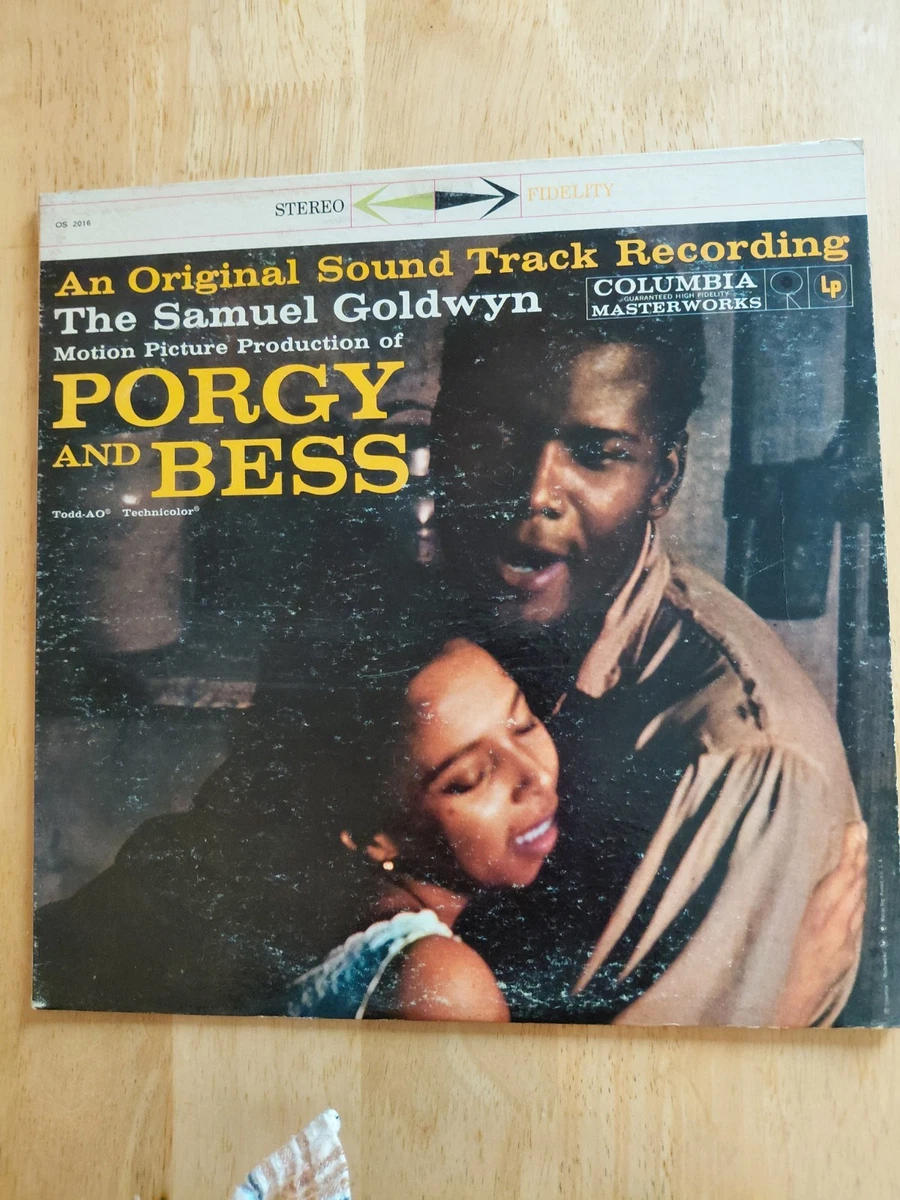 OS 2016
STEREO FIDELITY
An Original Sound Track Recording
The Samuel Goldwyn
COLUMBIA
GUARANTEED HIGH FIDELITY
MASTERWORKS
Lp
Motion Picture Production of
PORGY
AND BESS
Todd-AO® Technicolor®